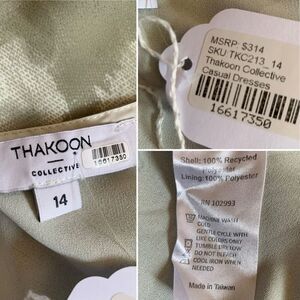 MSRP: $314
SKU:TKC213_14
Thakoon Collective
Casual Dresses
16617350
THAKOON
COLLECTIVE
16617350
14
Shell:100% Recycled
Polyester
Lining:100% Polyester
RN 102993
MACHINE WASH
COLD
GENTLE CYCLE WITH
LIKE COLORS ONLY
TUMBLE DRY LOW
DO NOT BLEACH
COOL IRON WHEN
NEEDED
Made in Taiwan